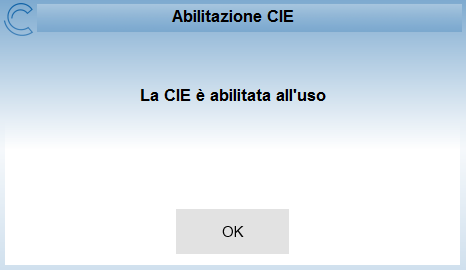 Abilitazione CIE
La CIE è abilitata all'uso
OK